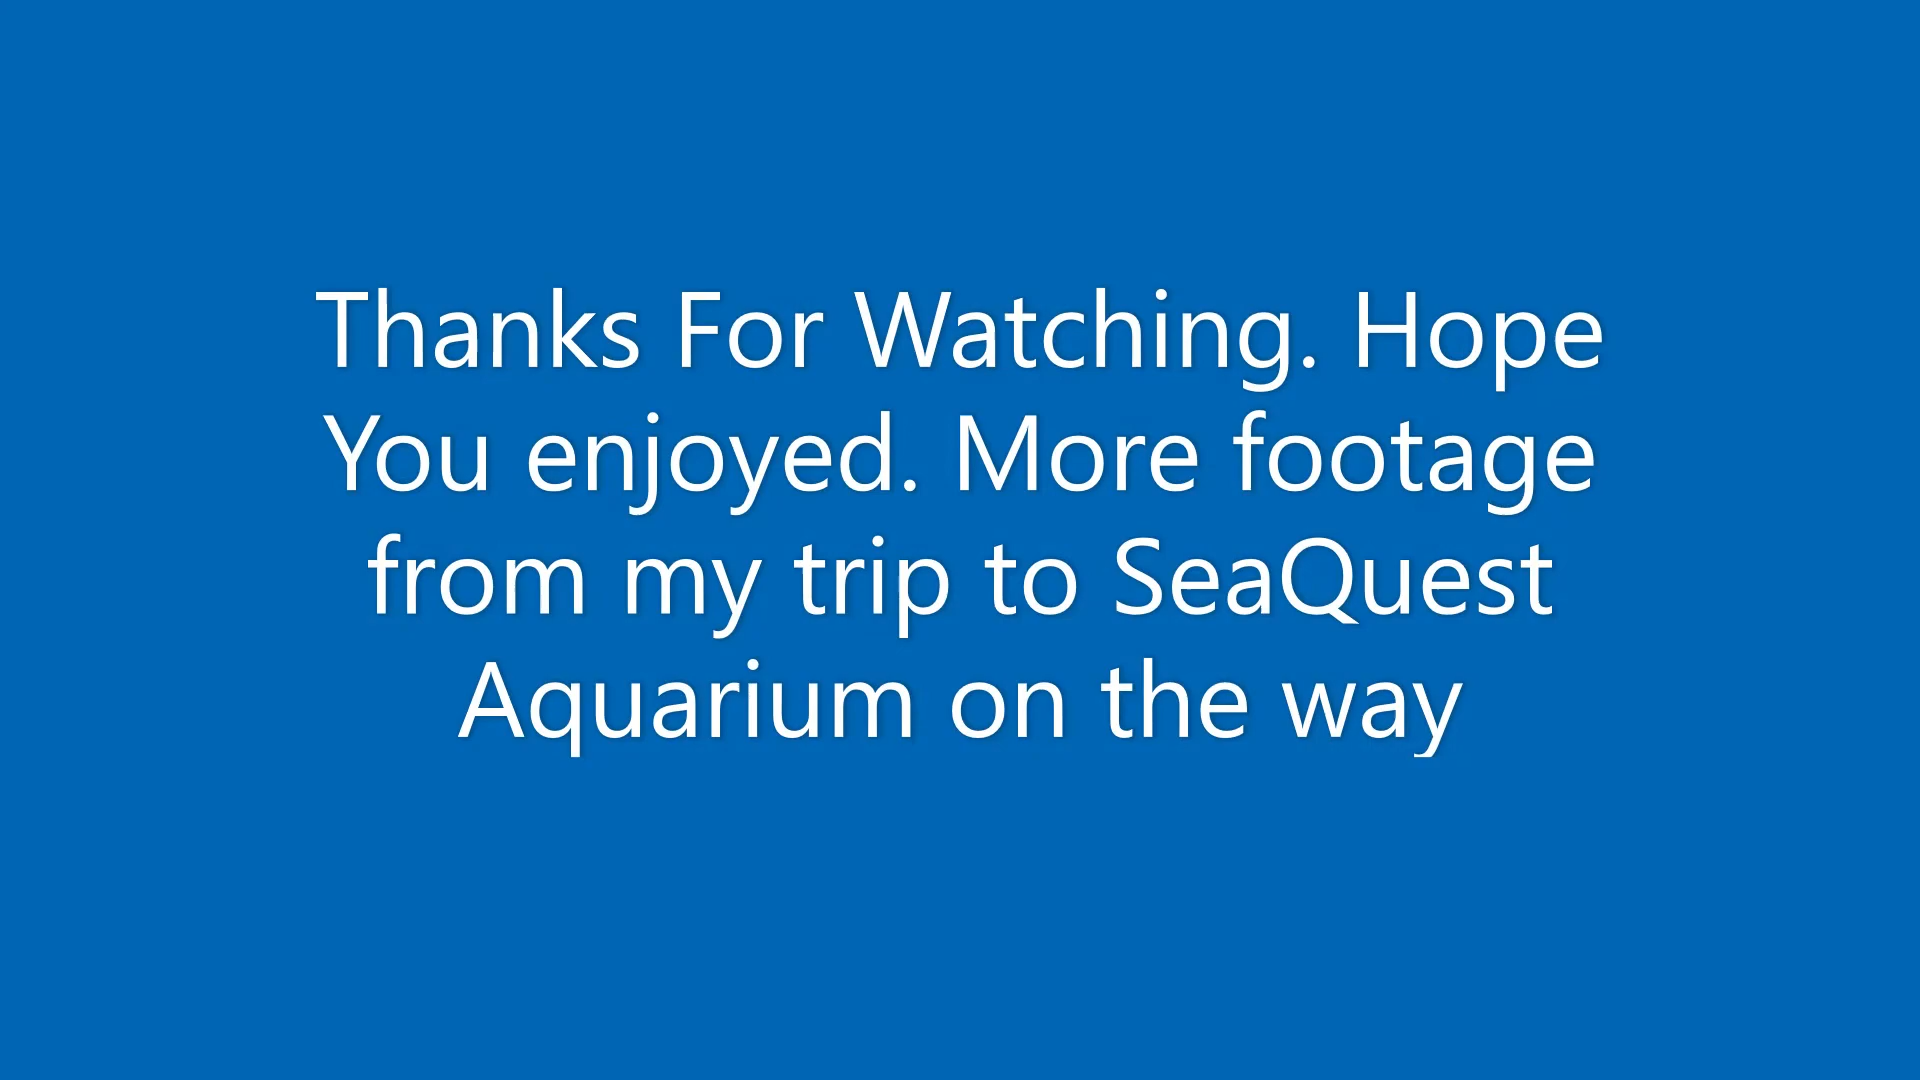 Thanks For Watching. Hope
You enjoyed. More footage
from my trip to SeaQuest
Aquarium on the way